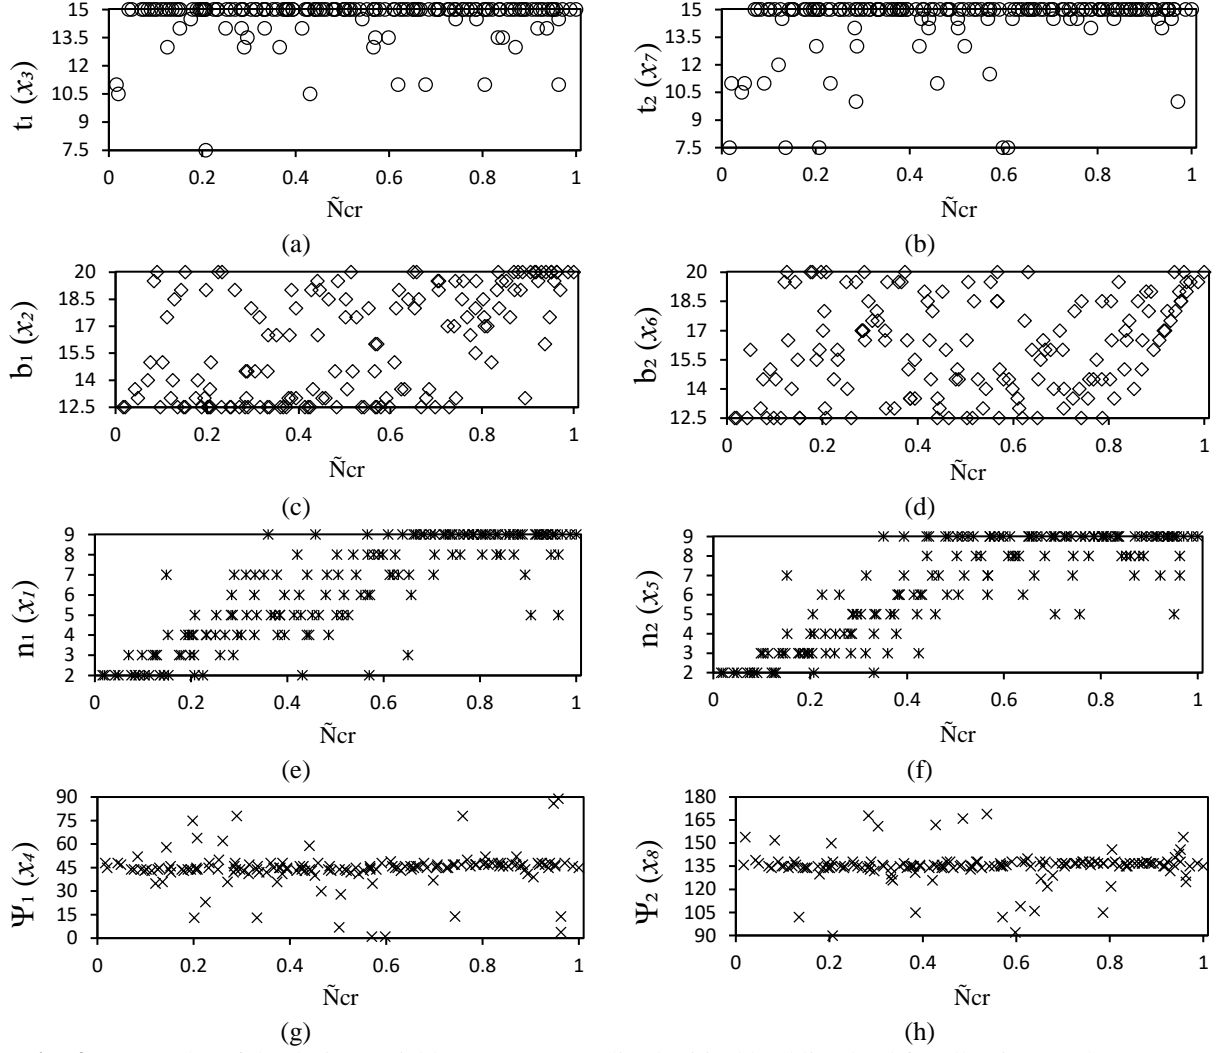 15
13.5
12
10.5
9
7.5
t₁ (x₃)
0 0.2 0.4 0.6 0.8 1
Ñcr
(a)
15
13.5
12
10.5
9
7.5
t₂ (x₇)
0 0.2 0.4 0.6 0.8 1
Ñcr
(b)
20
18.5
17
15.5
14
12.5
b₁ (x₂)
0 0.2 0.4 0.6 0.8 1
Ñcr
(c)
20
18.5
17
15.5
14
12.5
b₂ (x₆)
0 0.2 0.4 0.6 0.8 1
Ñcr
(d)
9
8
7
6
5
4
3
2
n₁ (x₁)
0 0.2 0.4 0.6 0.8 1
Ñcr
(e)
9
8
7
6
5
4
3
2
n₂ (x₅)
0 0.2 0.4 0.6 0.8 1
Ñcr
(f)
90
75
60
45
30
15
0
Ψ₁ (x₄)
0 0.2 0.4 0.6 0.8 1
Ñcr
(g)
180
165
150
135
120
105
90
Ψ₂ (x₈)
0 0.2 0.4 0.6 0.8 1
Ñcr
(h)